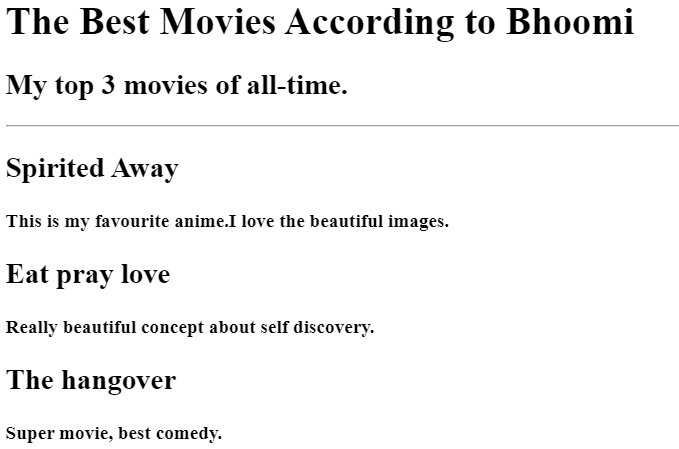 The Best Movies According to Bhoomi
My top 3 movies of all-time.
Spirited Away
This is my favourite anime.I love the beautiful images.
Eat pray love
Really beautiful concept about self discovery.
The hangover
Super movie, best comedy.